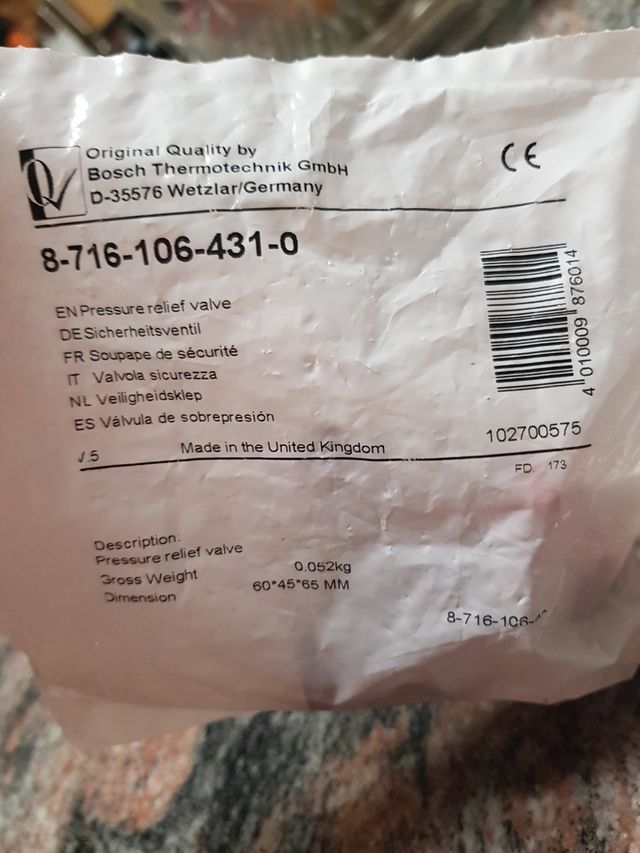 Original Quality by
Bosch Thermotechnik GmbH
D-35576 Wetzlar/Germany
CE
8-716-106-431-0
EN Pressure relief valve
DE Sicherheitsventil
FR Soupape de sécurité
IT Valvola sicurezza
NL Veiligheidsklep
ES Válvula de sobrepresión
4 010009 876014
102700575
Made in the United Kingdom
FD. 173
Description:
Pressure relief valve
Gross Weight 0.052kg
Dimension 60*45*65 MM